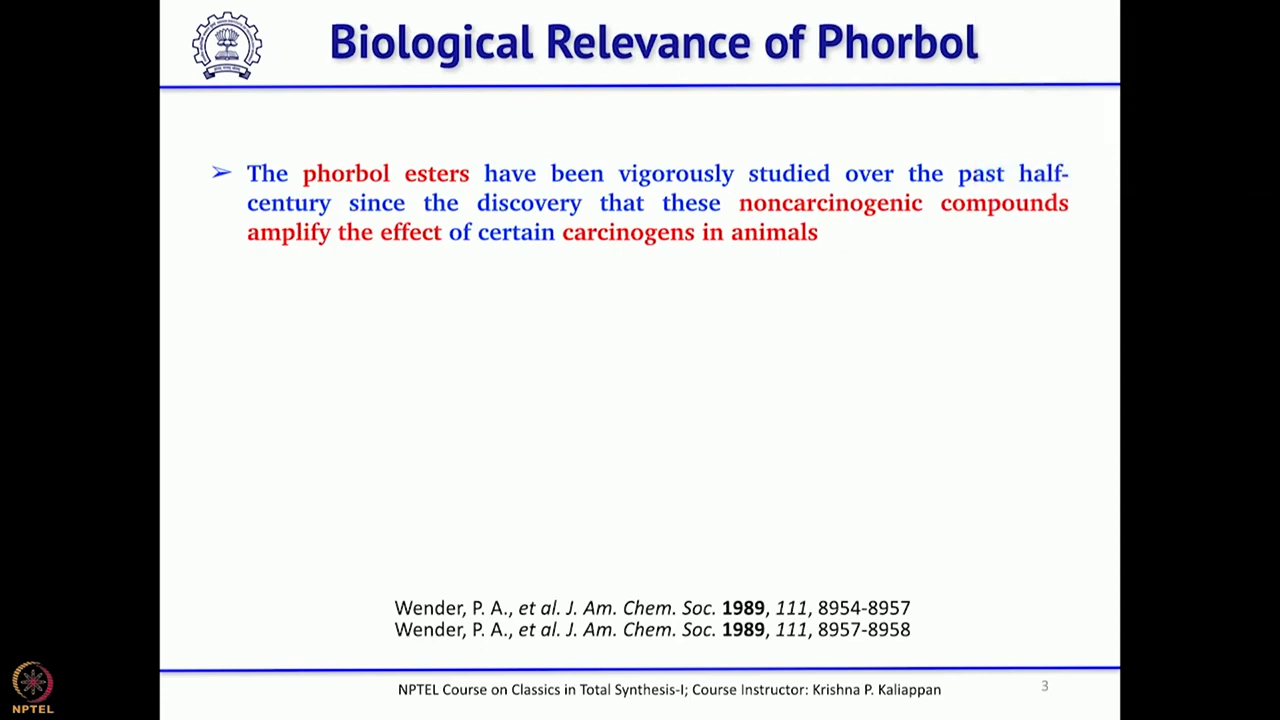 Biological Relevance of Phorbol
➢ The phorbol esters have been vigorously studied over the past half-
century since the discovery that these noncarcinogenic compounds
amplify the effect of certain carcinogens in animals
Wender, P. A., et al. J. Am. Chem. Soc. 1989, 111, 8954-8957
Wender, P. A., et al. J. Am. Chem. Soc. 1989, 111, 8957-8958
NPTEL Course on Classics in Total Synthesis-I; Course Instructor: Krishna P. Kaliappan
3
NPTEL